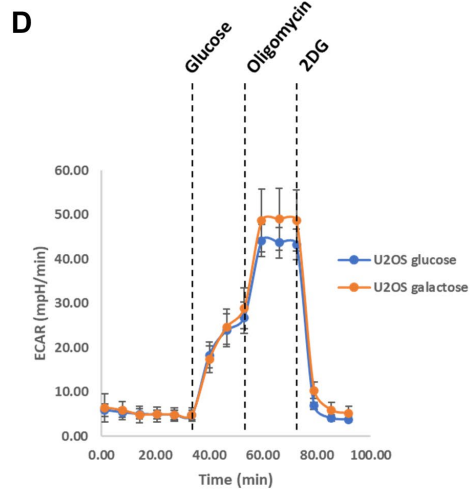 D
Glucose
Oligomycin
2DG
60.00
50.00
40.00
30.00
20.00
10.00
0.00
ECAR (mpH/min)
U2OS glucose
U2OS galactose
0.00 20.00 40.00 60.00 80.00 100.00
Time (min)